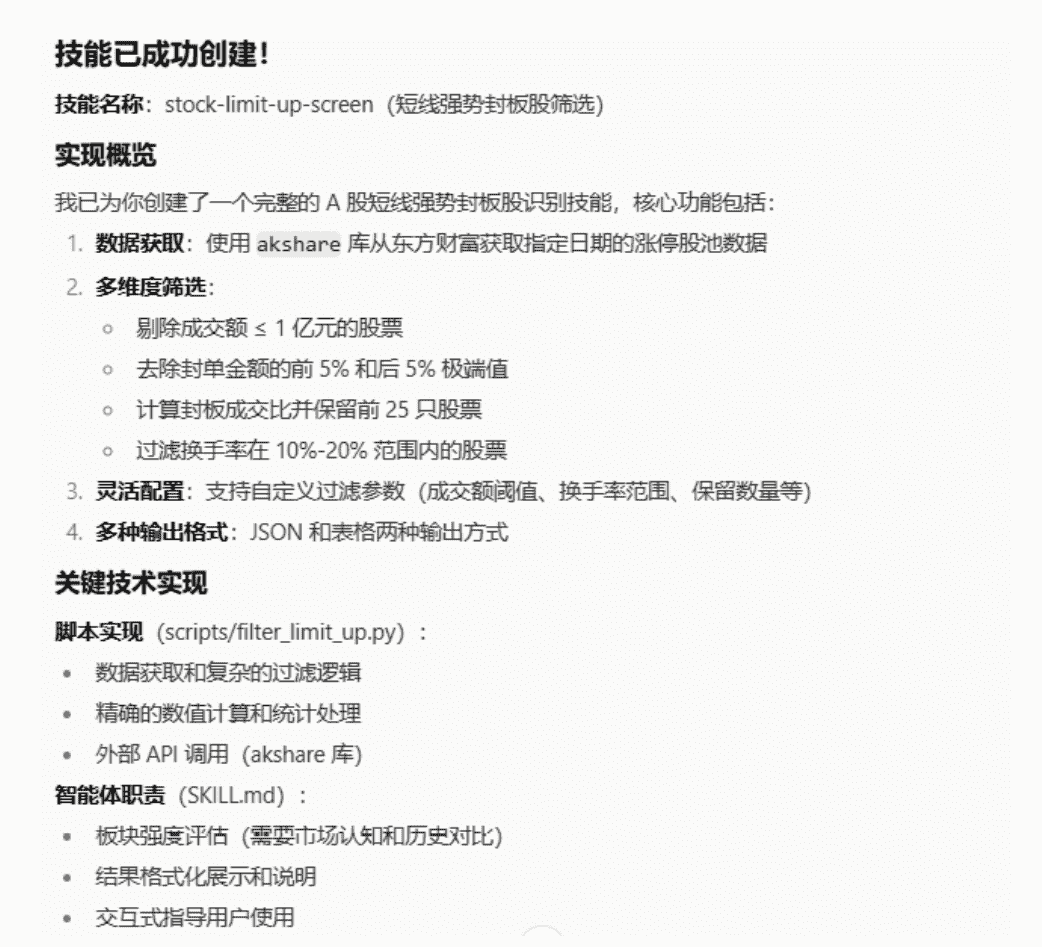 技能已成功创建！
技能名称：stock-limit-up-screen（短线强势封板股筛选）
实现概览
我已为你创建了一个完整的 A 股短线强势封板股识别技能，核心功能包括：
1. 数据获取：使用 akshare 库从东方财富获取指定日期的涨停股池数据
2. 多维度筛选：
○ 剔除成交额 ≤ 1 亿元的股票
○ 去除封单金额的前 5% 和后 5% 极端值
○ 计算封板成交比并保留前 25 只股票
○ 过滤换手率在 10%-20% 范围内的股票
3. 灵活配置：支持自定义过滤参数（成交额阈值、换手率范围、保留数量等）
4. 多种输出格式：JSON 和表格两种输出方式
关键技术实现
脚本实现（scripts/filter_limit_up.py）：
• 数据获取和复杂的过滤逻辑
• 精确的数值计算和统计处理
• 外部 API 调用（akshare 库）
智能体职责（SKILL.md）：
• 板块强度评估（需要市场认知和历史对比）
• 结果格式化展示和说明
• 交互式指导用户使用